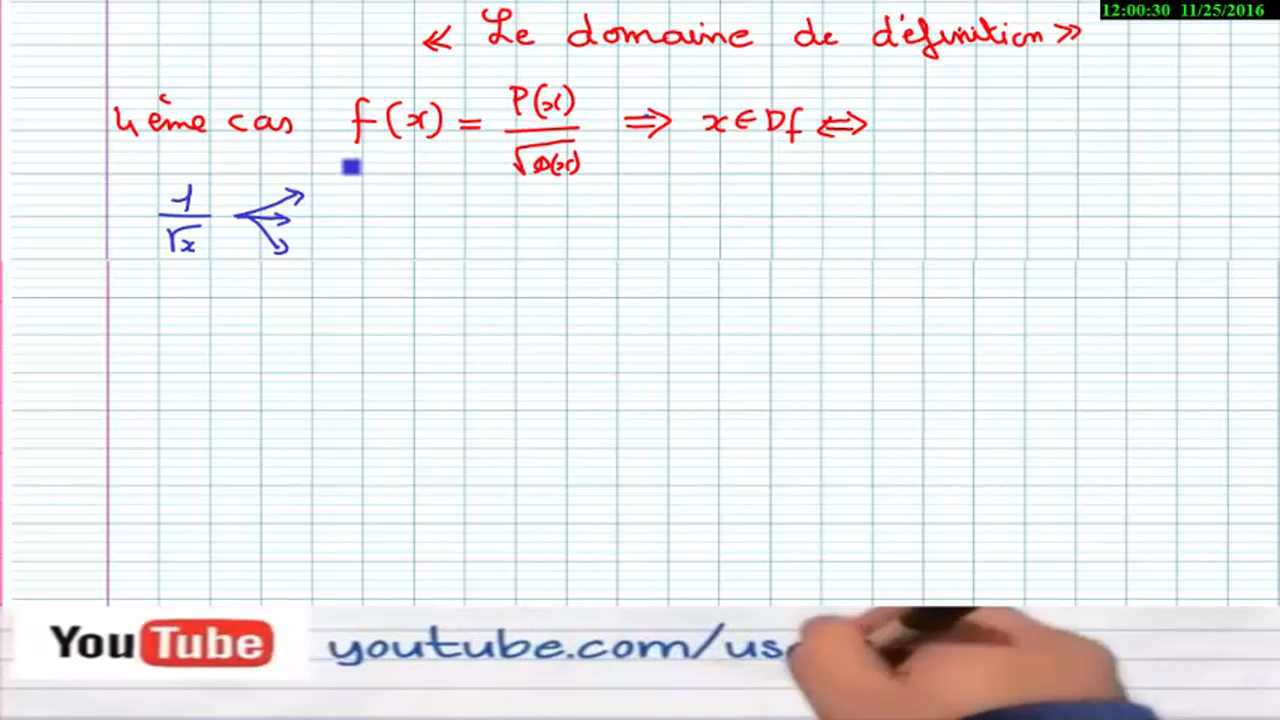 12:00:30 11/25/2016
« Le domaine de définition »
4ème cas f(x) = P(x)/√Q(x) ⇒ x ∈ Df ⇔
1/√x
YouTube youtube.com/us